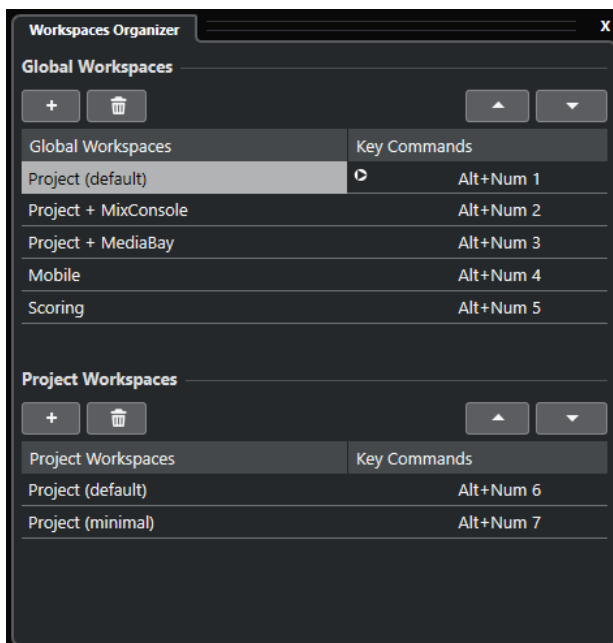 Workspaces Organizer X
Global Workspaces
+
Global Workspaces Key Commands
Project (default) Alt+Num 1
Project + MixConsole Alt+Num 2
Project + MediaBay Alt+Num 3
Mobile Alt+Num 4
Scoring Alt+Num 5
Project Workspaces
+
Project Workspaces Key Commands
Project (default) Alt+Num 6
Project (minimal) Alt+Num 7